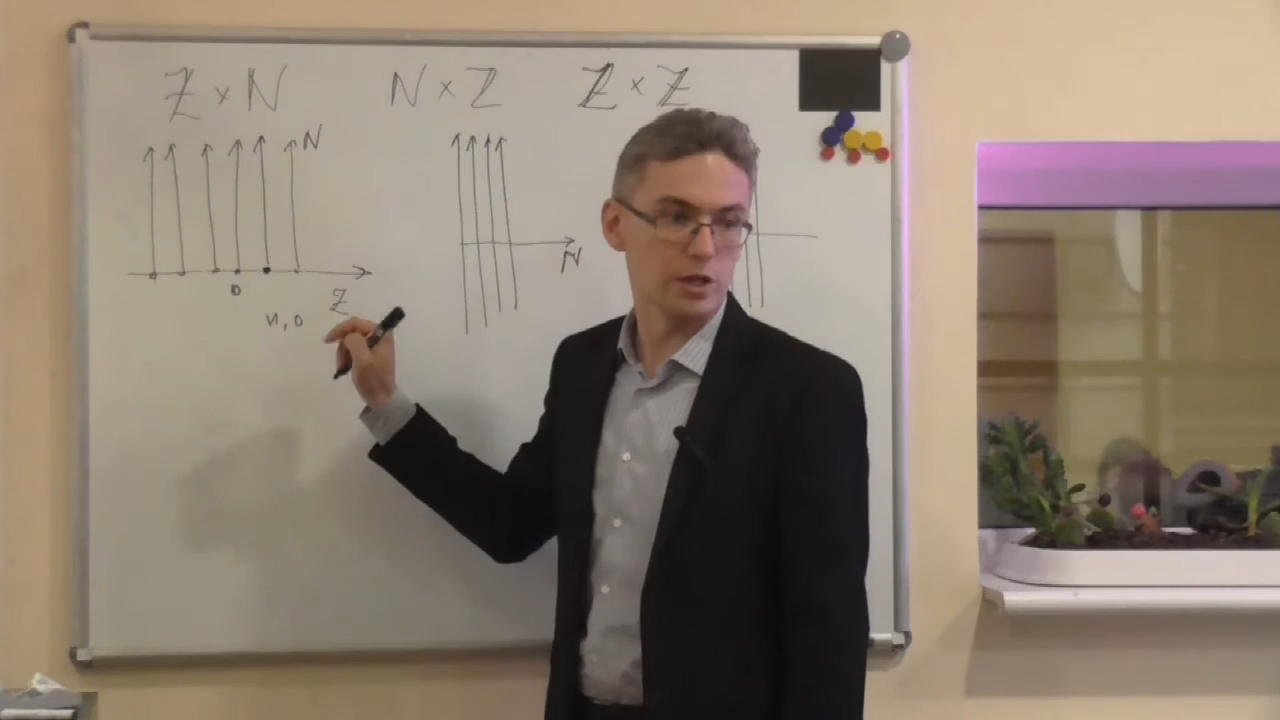 ℤ × N N × ℤ ℤ × ℤ
N
N
0
ℤ
n, 0